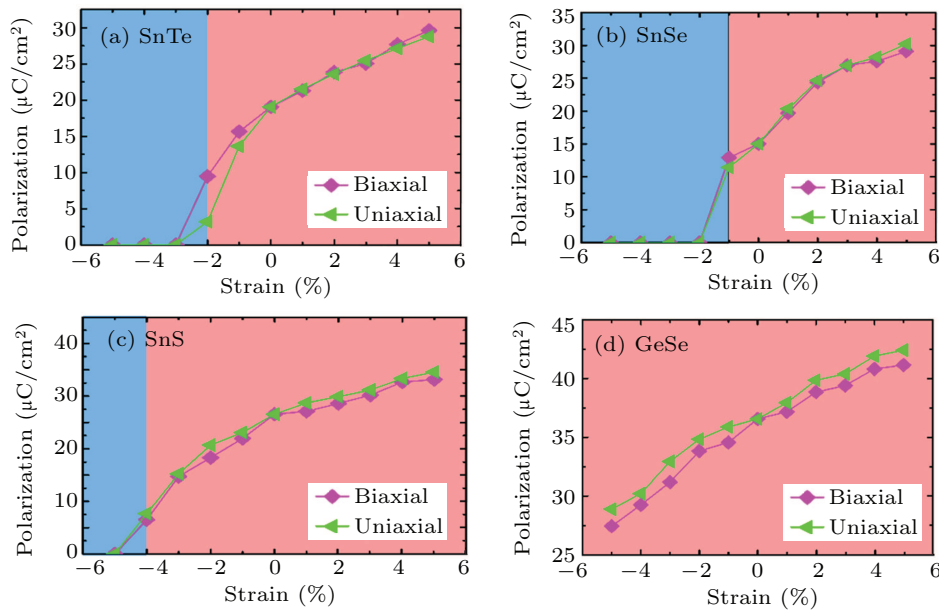 (a) SnTe
Polarization (μC/cm²)
30
25
20
15
10
5
0
Biaxial
Uniaxial
−6 −4 −2 0 2 4 6
Strain (%)
(b) SnSe
Polarization (μC/cm²)
35
30
25
20
15
10
5
0
Biaxial
Uniaxial
−6 −4 −2 0 2 4 6
Strain (%)
(c) SnS
Polarization (μC/cm²)
40
30
20
10
0
Biaxial
Uniaxial
−6 −4 −2 0 2 4 6
Strain (%)
(d) GeSe
Polarization (μC/cm²)
45
40
35
30
25
Biaxial
Uniaxial
−6 −4 −2 0 2 4 6
Strain (%)